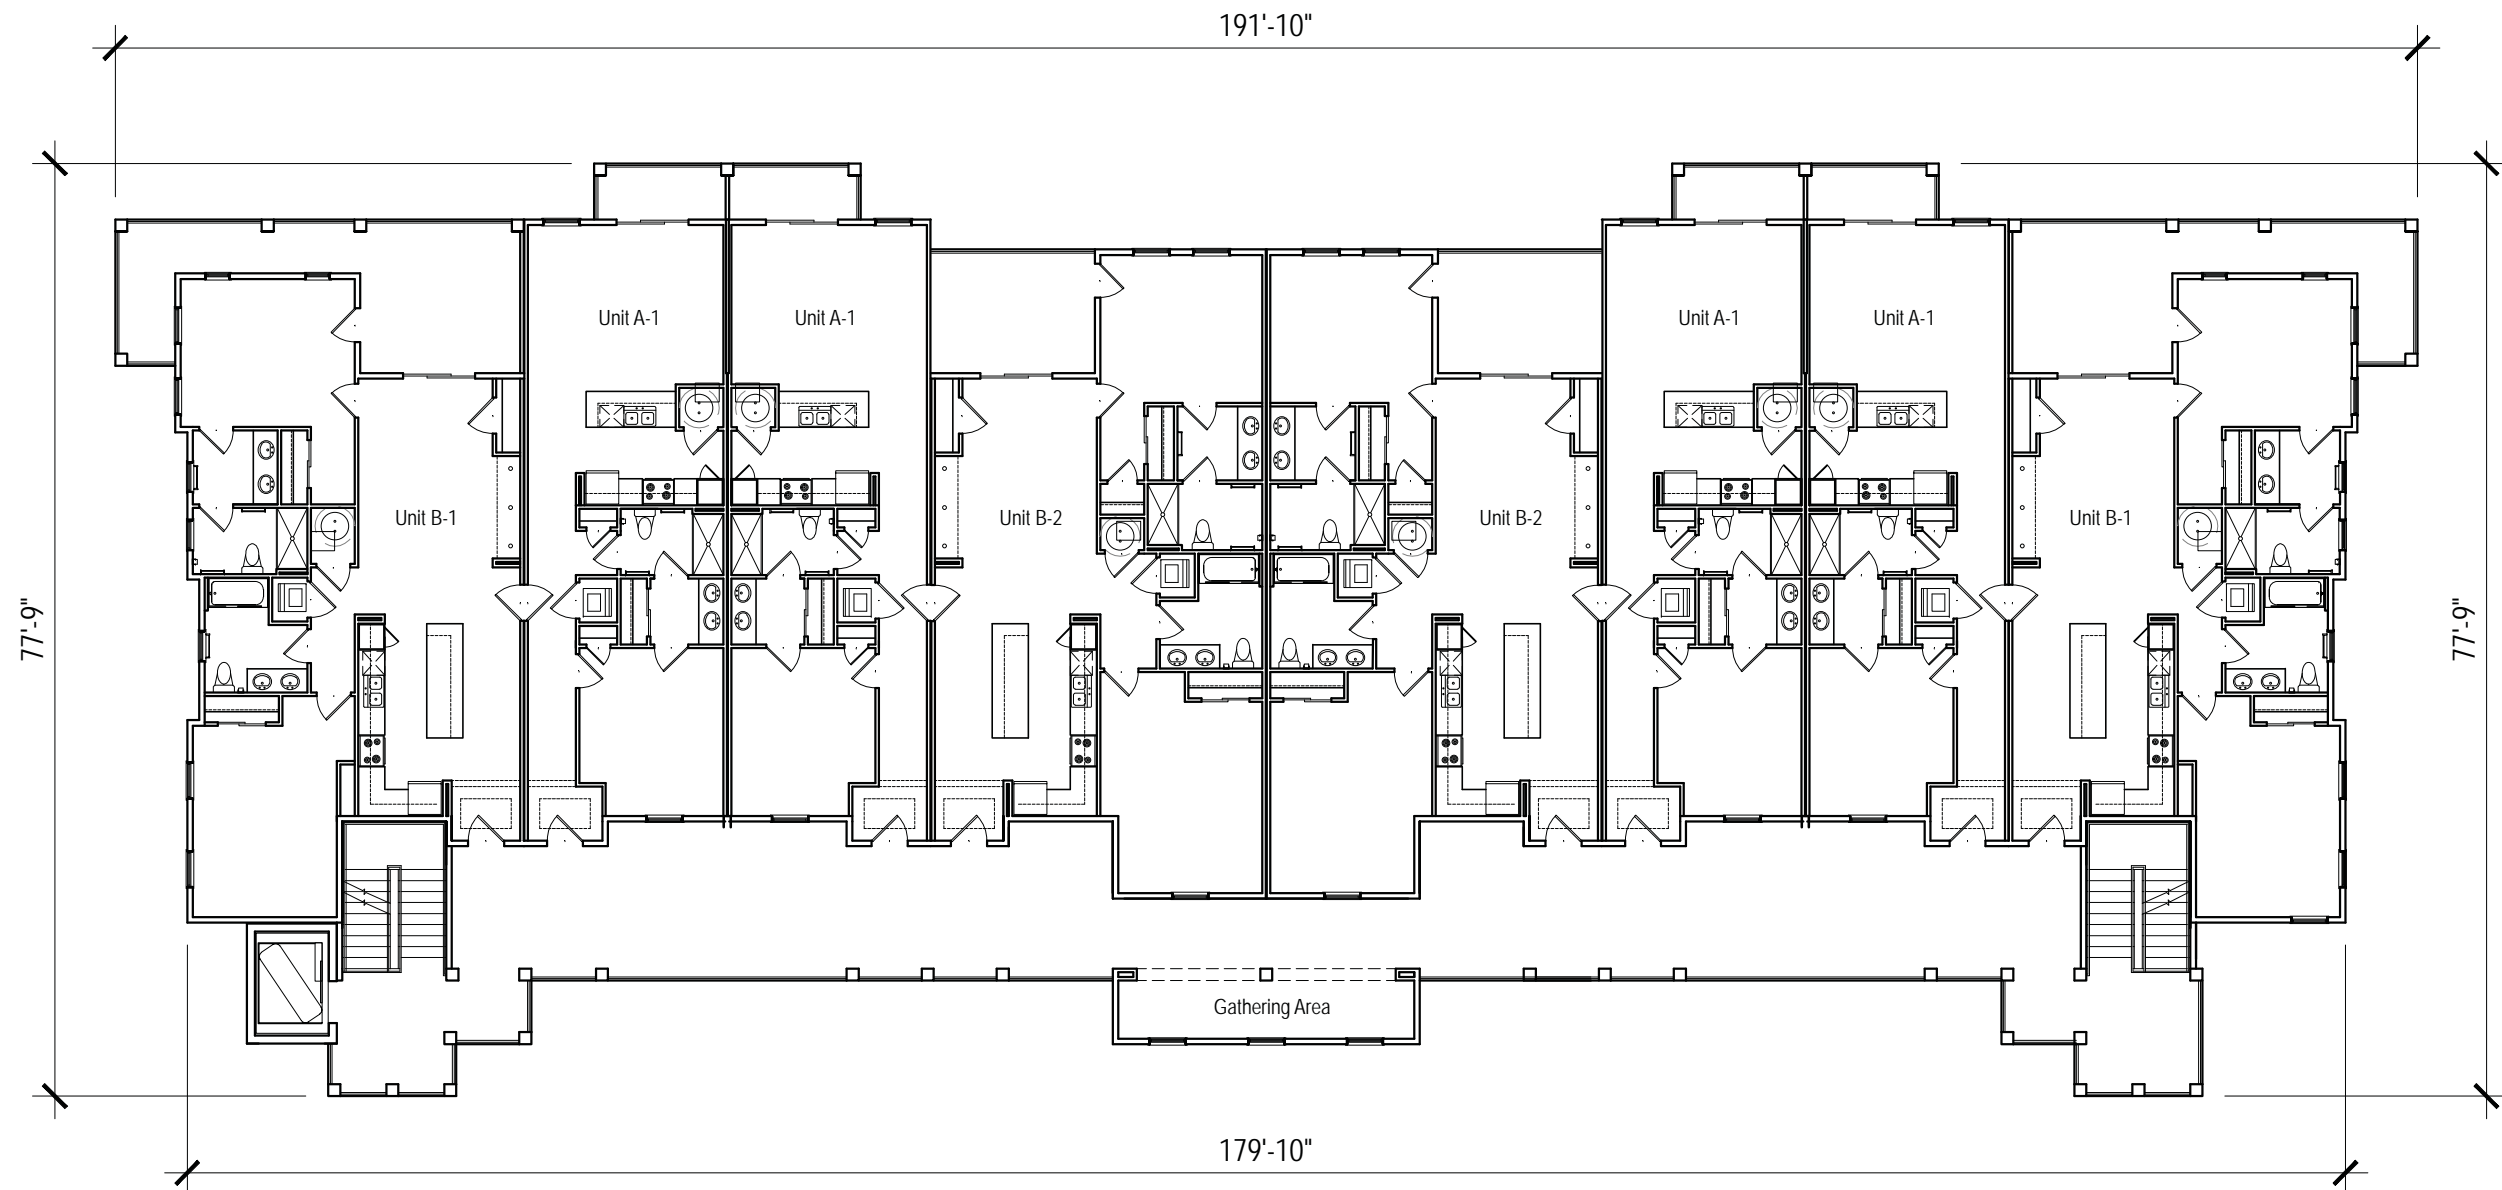 191'-10"
Unit A-1
Unit A-1
Unit A-1
Unit A-1
Unit B-1
Unit B-2
Unit B-2
Unit B-1
77'-9"
77'-9"
Gathering Area
179'-10"